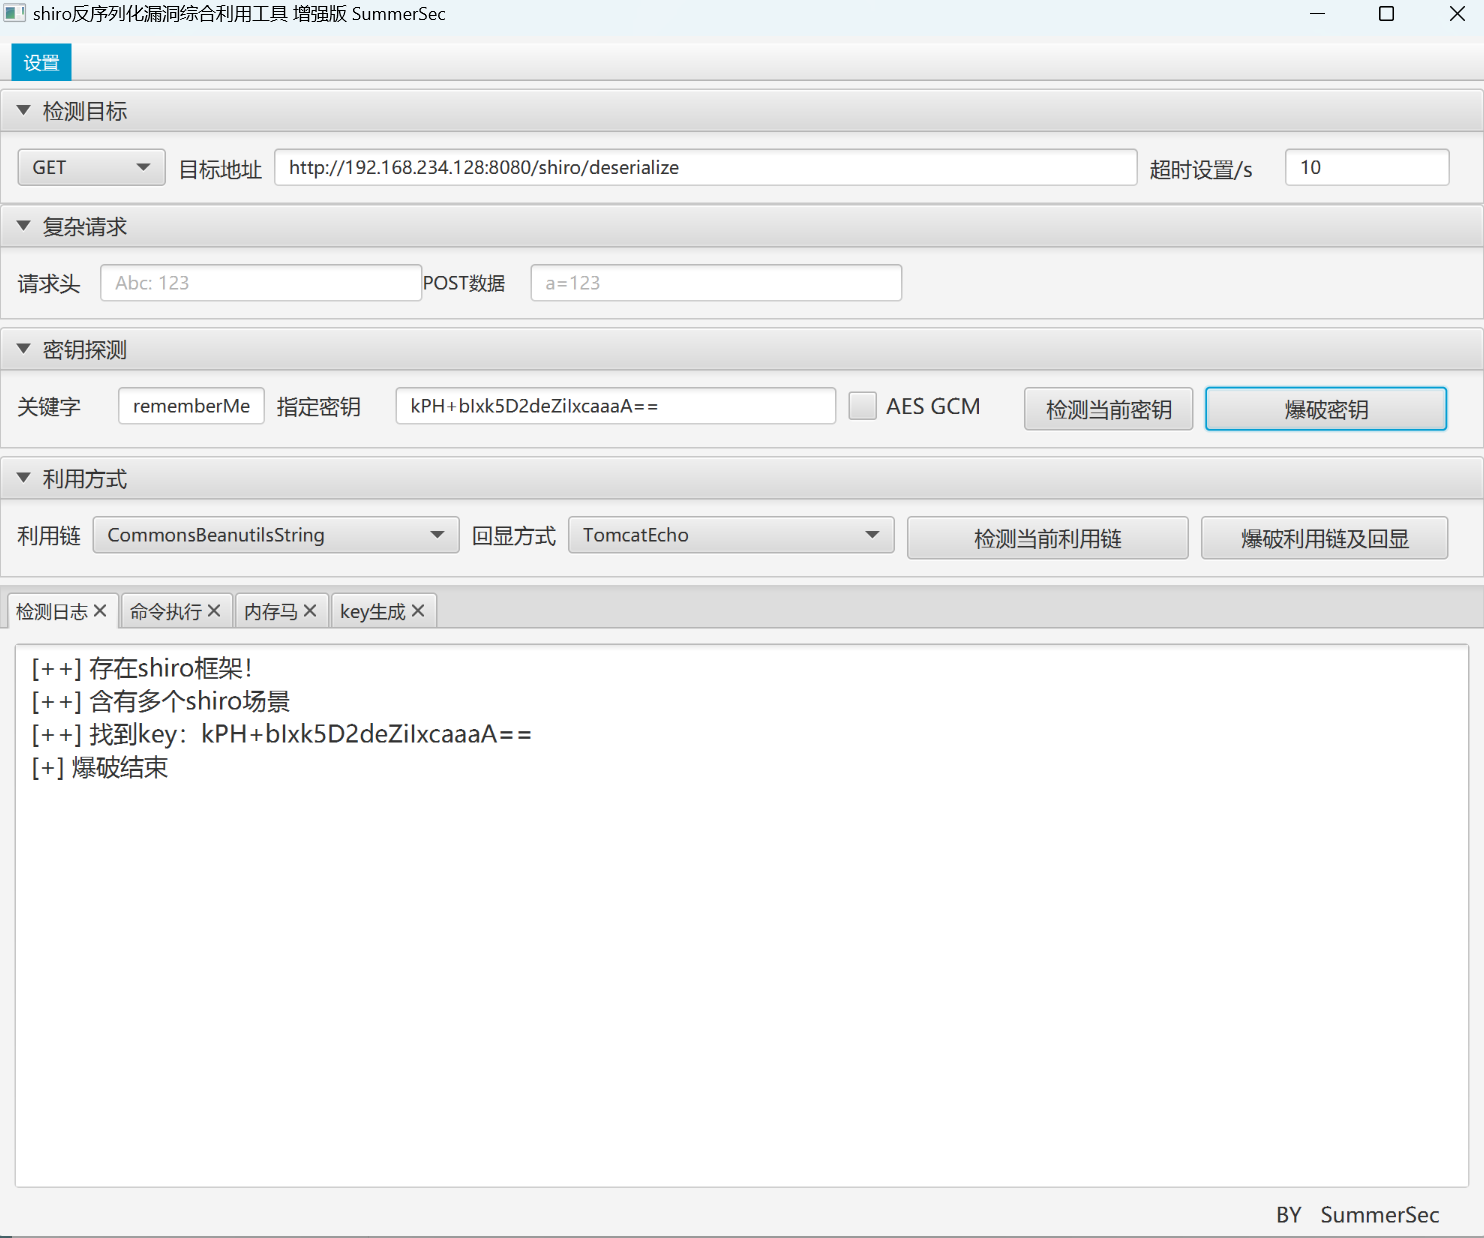 shiro反序列化漏洞综合利用工具 增强版 SummerSec
设置
检测目标
GET 目标地址 http://192.168.234.128:8080/shiro/deserialize 超时设置/s 10
复杂请求
请求头 Abc: 123 POST数据 a=123
密钥探测
关键字 rememberMe 指定密钥 kPH+bIxk5D2deZiIxcaaaA== AES GCM 检测当前密钥 爆破密钥
利用方式
利用链 CommonsBeanutilsString 回显方式 TomcatEcho 检测当前利用链 爆破利用链及回显
检测日志 命令执行 内存马 key生成
[++] 存在shiro框架!
[++] 含有多个shiro场景
[++] 找到key：kPH+bIxk5D2deZiIxcaaaA==
[+] 爆破结束
BY SummerSec